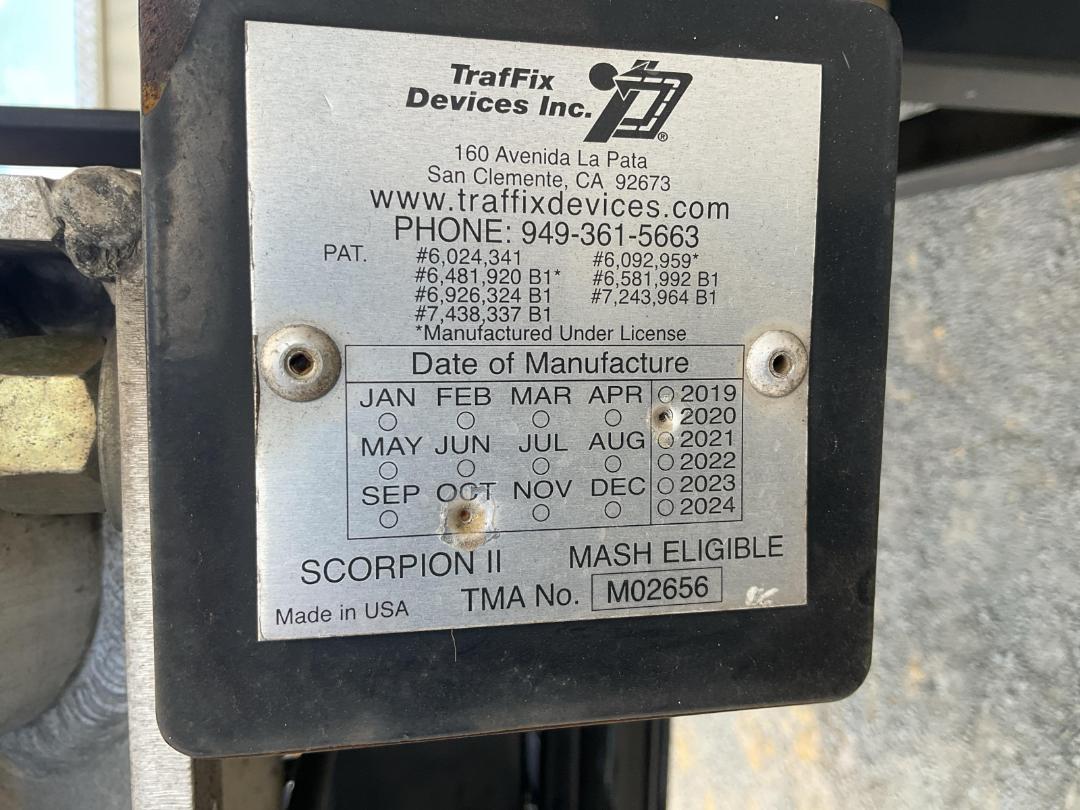 TrafFix
Devices Inc.
®
160 Avenida La Pata
San Clemente, CA 92673
www.traffixdevices.com
PHONE: 949-361-5663
PAT. #6,024,341 #6,092,959*
#6,481,920 B1* #6,581,992 B1
#6,926,324 B1 #7,243,964 B1
#7,438,337 B1
*Manufactured Under License
Date of Manufacture
JAN FEB MAR APR 2019
2020
MAY JUN JUL AUG 2021
2022
SEP OCT NOV DEC 2023
2024
SCORPION II MASH ELIGIBLE
Made in USA TMA No. M02656